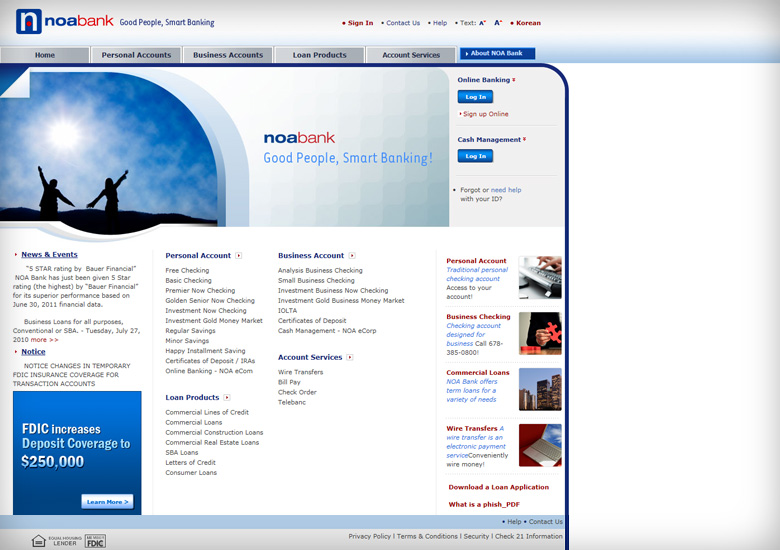 noabank Good People, Smart Banking
Sign In • Contact Us • Help • Text: A- A+ • Korean
Home
Personal Accounts
Business Accounts
Loan Products
Account Services
About NOA Bank
noabank
Good People, Smart Banking!
Online Banking
Log In
Sign up Online
Cash Management
Log In
Forgot or need help
with your ID?
News & Events
"5 STAR rating by Bauer Financial"
NOA Bank has just been given 5 Star
rating (the highest) by "Bauer Financial"
for its superior performance based on
June 30, 2011 financial data.
Business Loans for all purposes,
Conventional or SBA. - Tuesday, July 27,
2010 more >>
Notice
NOTICE CHANGES IN TEMPORARY
FDIC INSURANCE COVERAGE FOR
TRANSACTION ACCOUNTS
FDIC increases
Deposit Coverage to
$250,000
Learn More >
Personal Account
Free Checking
Basic Checking
Premier Now Checking
Golden Senior Now Checking
Investment Now Checking
Investment Gold Money Market
Regular Savings
Minor Savings
Happy Installment Saving
Certificates of Deposit / IRAs
Online Banking - NOA eCom
Loan Products
Commercial Lines of Credit
Commercial Loans
Commercial Construction Loans
Commercial Real Estate Loans
SBA Loans
Letters of Credit
Consumer Loans
Business Account
Analysis Business Checking
Small Business Checking
Investment Business Now Checking
Investment Gold Business Money Market
IOLTA
Certificates of Deposit
Cash Management - NOA eCorp
Account Services
Wire Transfers
Bill Pay
Check Order
Telebanc
Personal Account
Traditional personal
checking account
Access to your
account!
Business Checking
Checking account
designed for
business Call 678-
385-0800!
Commercial Loans
NOA Bank offers
term loans for a
variety of needs
Wire Transfers A
wire transfer is an
electronic payment
serviceConveniently
wire money!
Download a Loan Application
What is a phish_PDF
• Help • Contact Us
EQUAL HOUSING
LENDER
MEMBER
FDIC
Privacy Policy | Terms & Conditions | Security | Check 21 Information